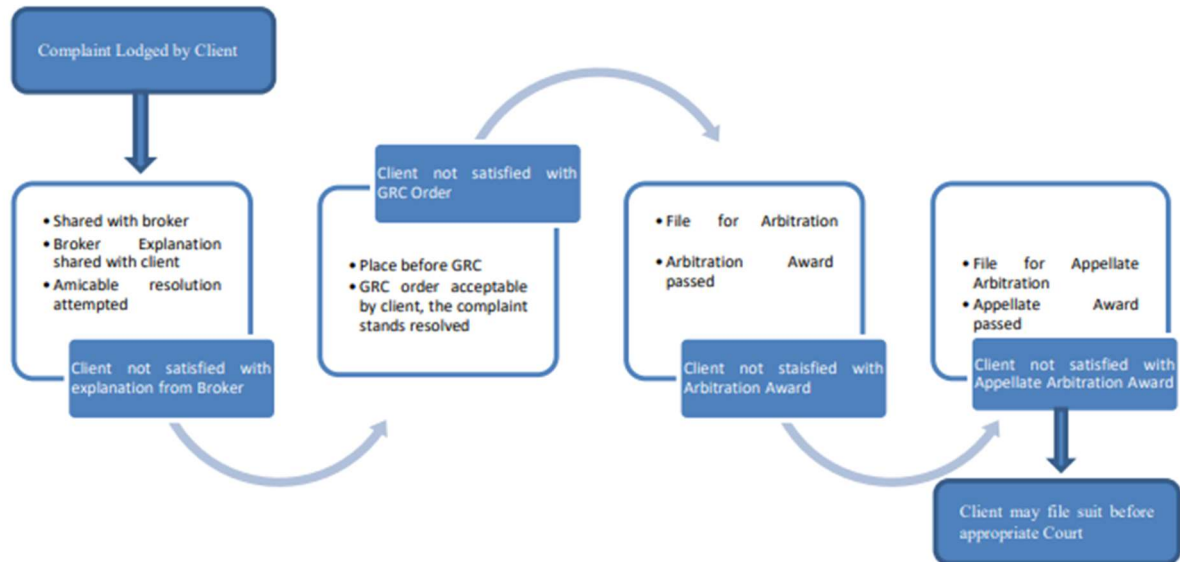 Complaint Lodged by Client
• Shared with broker
• Broker Explanation
shared with client
• Amicable resolution
attempted
Client not satisfied with
explanation from Broker
Client not satisfied with
GRC Order
• Place before GRC
• GRC order acceptable
by client, the complaint
stands resolved
• File for Arbitration
• Arbitration Award
passed
Client not staisfied with
Arbitration Award
• File for Appellate
Arbitration
• Appellate Award
passed
Client not satisfied with
Appellate Arbitration Award
Client may file suit before
appropriate Court